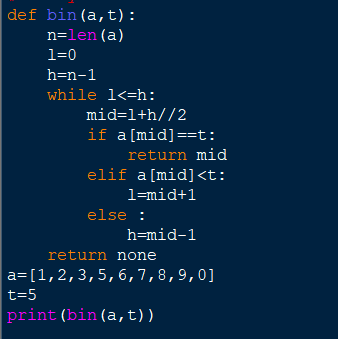 def bin(a,t):
    n=len(a)
    l=0
    h=n-1
    while l<=h:
        mid=l+h//2
        if a[mid]==t:
            return mid
        elif a[mid]<t:
            l=mid+1
        else :
            h=mid-1
    return none
a=[1,2,3,5,6,7,8,9,0]
t=5
print(bin(a,t))